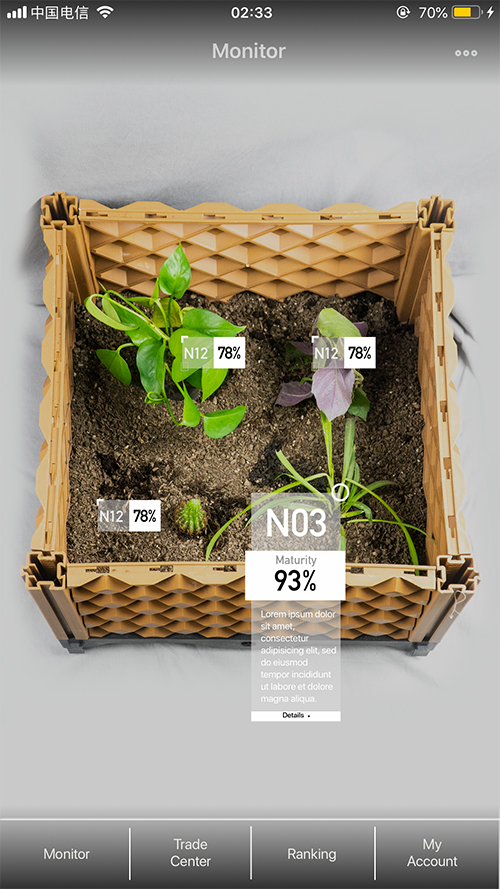 中国电信
02:33
70%
Monitor
N12 78%
N12 78%
N12 78%
N03
Maturity
93%
Lorem ipsum dolor
sit amet,
consectetur
adipisicing elit, sed
do eiusmod
tempor incididunt
ut labore et dolore
magna aliqua.
Details
Monitor
Trade
Center
Ranking
My
Account